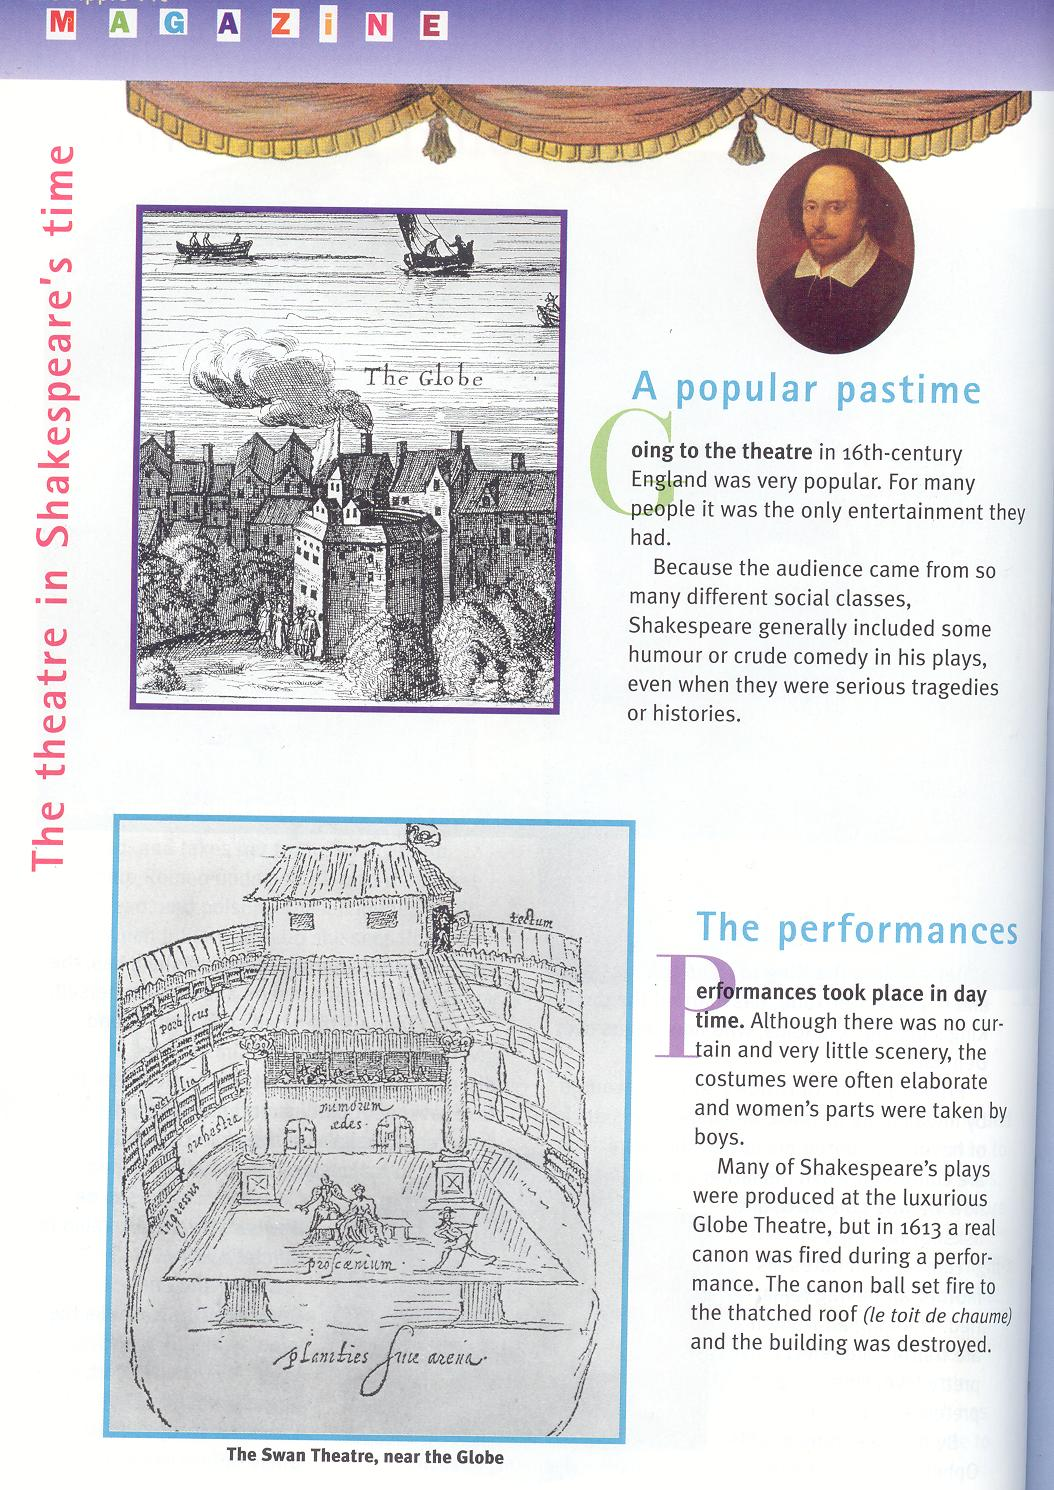 MAGAZiNE
The theatre in Shakespeare's time
The Globe
A popular pastime
Going to the theatre in 16th-century
England was very popular. For many
people it was the only entertainment they
had.
Because the audience came from so
many different social classes,
Shakespeare generally included some
humour or crude comedy in his plays,
even when they were serious tragedies
or histories.
tectum
porticus
orchestra
mimorum
ædes.
ingressus
proscænium.
planities sive arena.
The Swan Theatre, near the Globe
The performances
Performances took place in day
time. Although there was no cur-
tain and very little scenery, the
costumes were often elaborate
and women's parts were taken by
boys.
Many of Shakespeare's plays
were produced at the luxurious
Globe Theatre, but in 1613 a real
canon was fired during a perfor-
mance. The canon ball set fire to
the thatched roof (le toit de chaume)
and the building was destroyed.